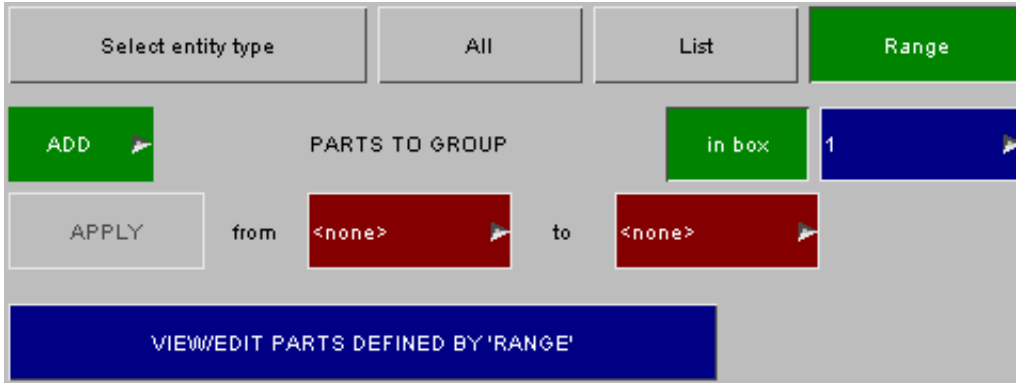 Select entity type All List Range
ADD PARTS TO GROUP in box 1
APPLY from <none> to <none>
VIEW/EDIT PARTS DEFINED BY 'RANGE'